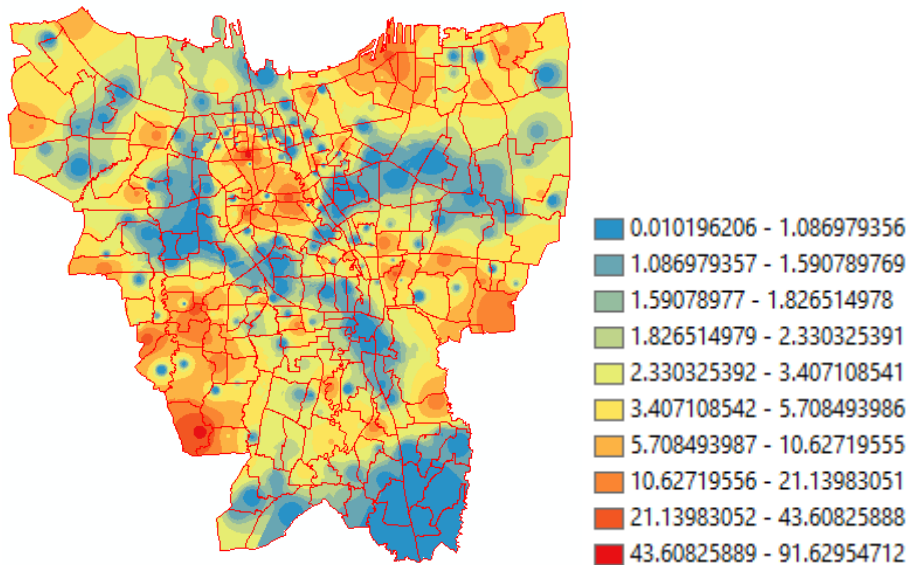 0.010196206 - 1.086979356
1.086979357 - 1.590789769
1.59078977 - 1.826514978
1.826514979 - 2.330325391
2.330325392 - 3.407108541
3.407108542 - 5.708493986
5.708493987 - 10.62719555
10.62719556 - 21.13983051
21.13983052 - 43.60825888
43.60825889 - 91.62954712